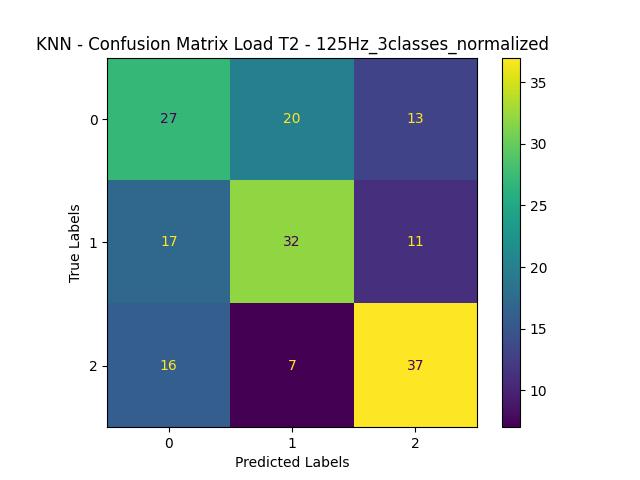 KNN - Confusion Matrix Load T2 - 125Hz_3classes_normalized
0 27 20 13
1 17 32 11
2 16 7 37
0 1 2
Predicted Labels
True Labels
35
30
25
20
15
10